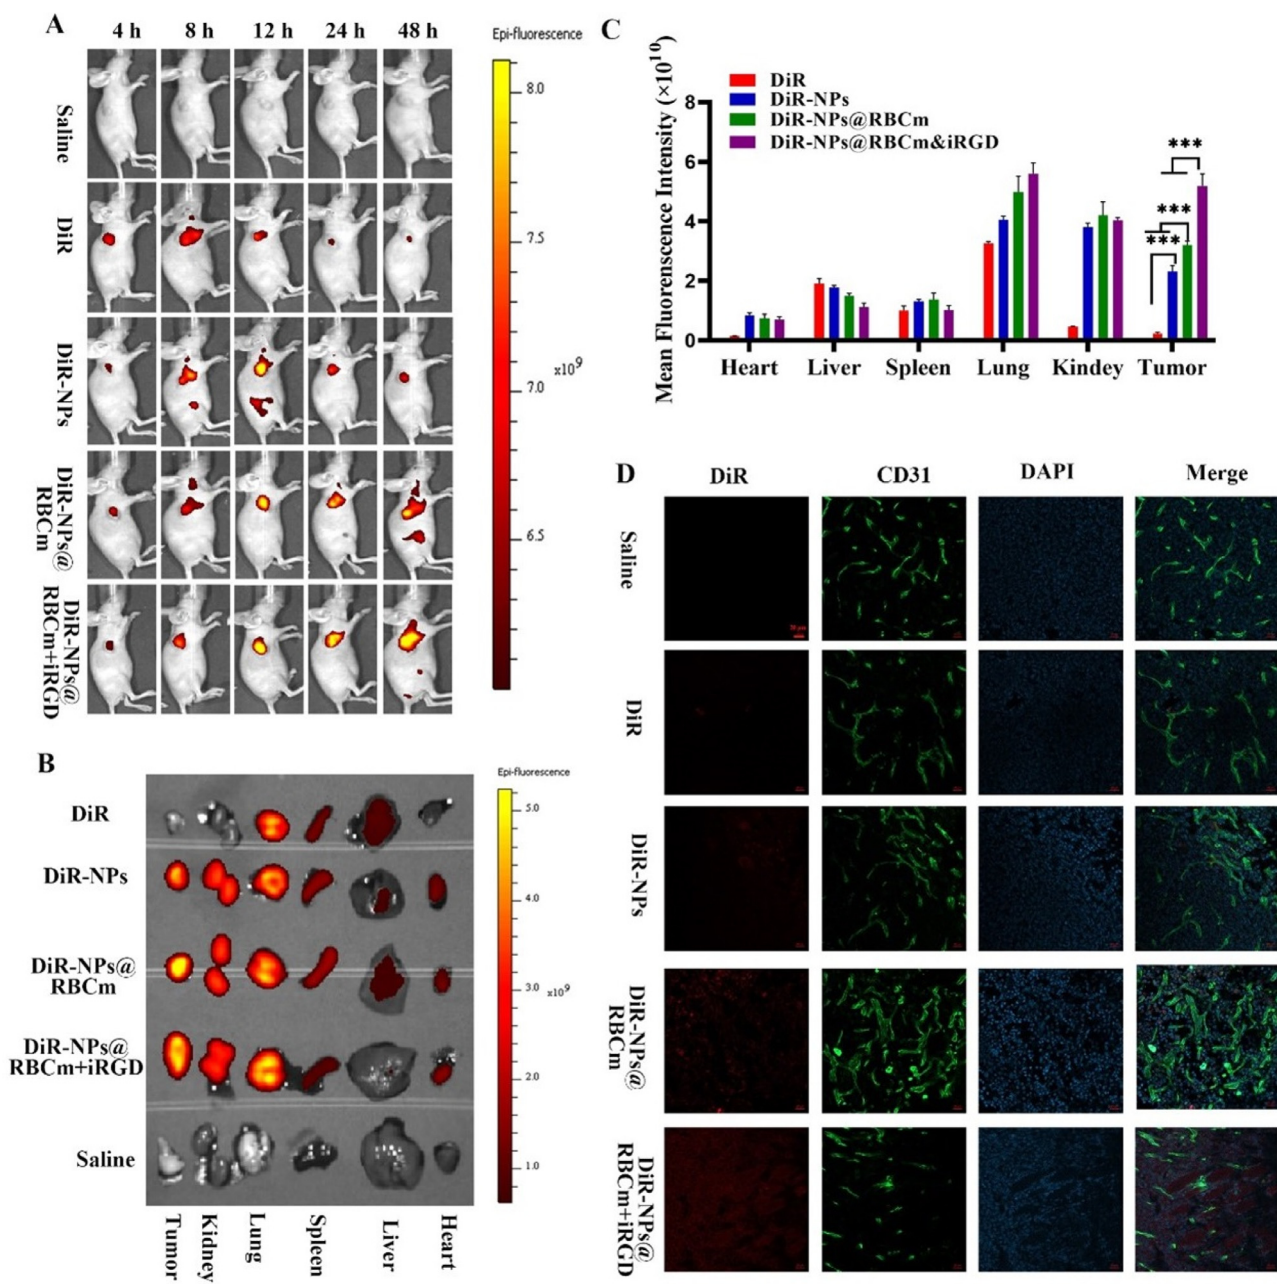 A
4 h 8 h 12 h 24 h 48 h
Saline
DiR
DiR-NPs
DiR-NPs@
RBCm
DiR-NPs@
RBCm+iRGD
Epi-fluorescence
8.0
7.5
7.0
x10⁹
6.5
B
DiR
DiR-NPs
DiR-NPs@
RBCm
DiR-NPs@
RBCm+iRGD
Saline
Tumor
Kidney
Lung
Spleen
Liver
Heart
Epi-fluorescence
5.0
4.0
3.0
x10⁹
2.0
1.0
C
Mean Fluorescence Intensity (×10¹⁰)
8
6
4
2
0
DiR
DiR-NPs
DiR-NPs@RBCm
DiR-NPs@RBCm&iRGD
***
***
***
Heart Liver Spleen Lung Kindey Tumor
D
DiR CD31 DAPI Merge
Saline
DiR
DiR-NPs
DiR-NPs@
RBCm
DiR-NPs@
RBCm+iRGD